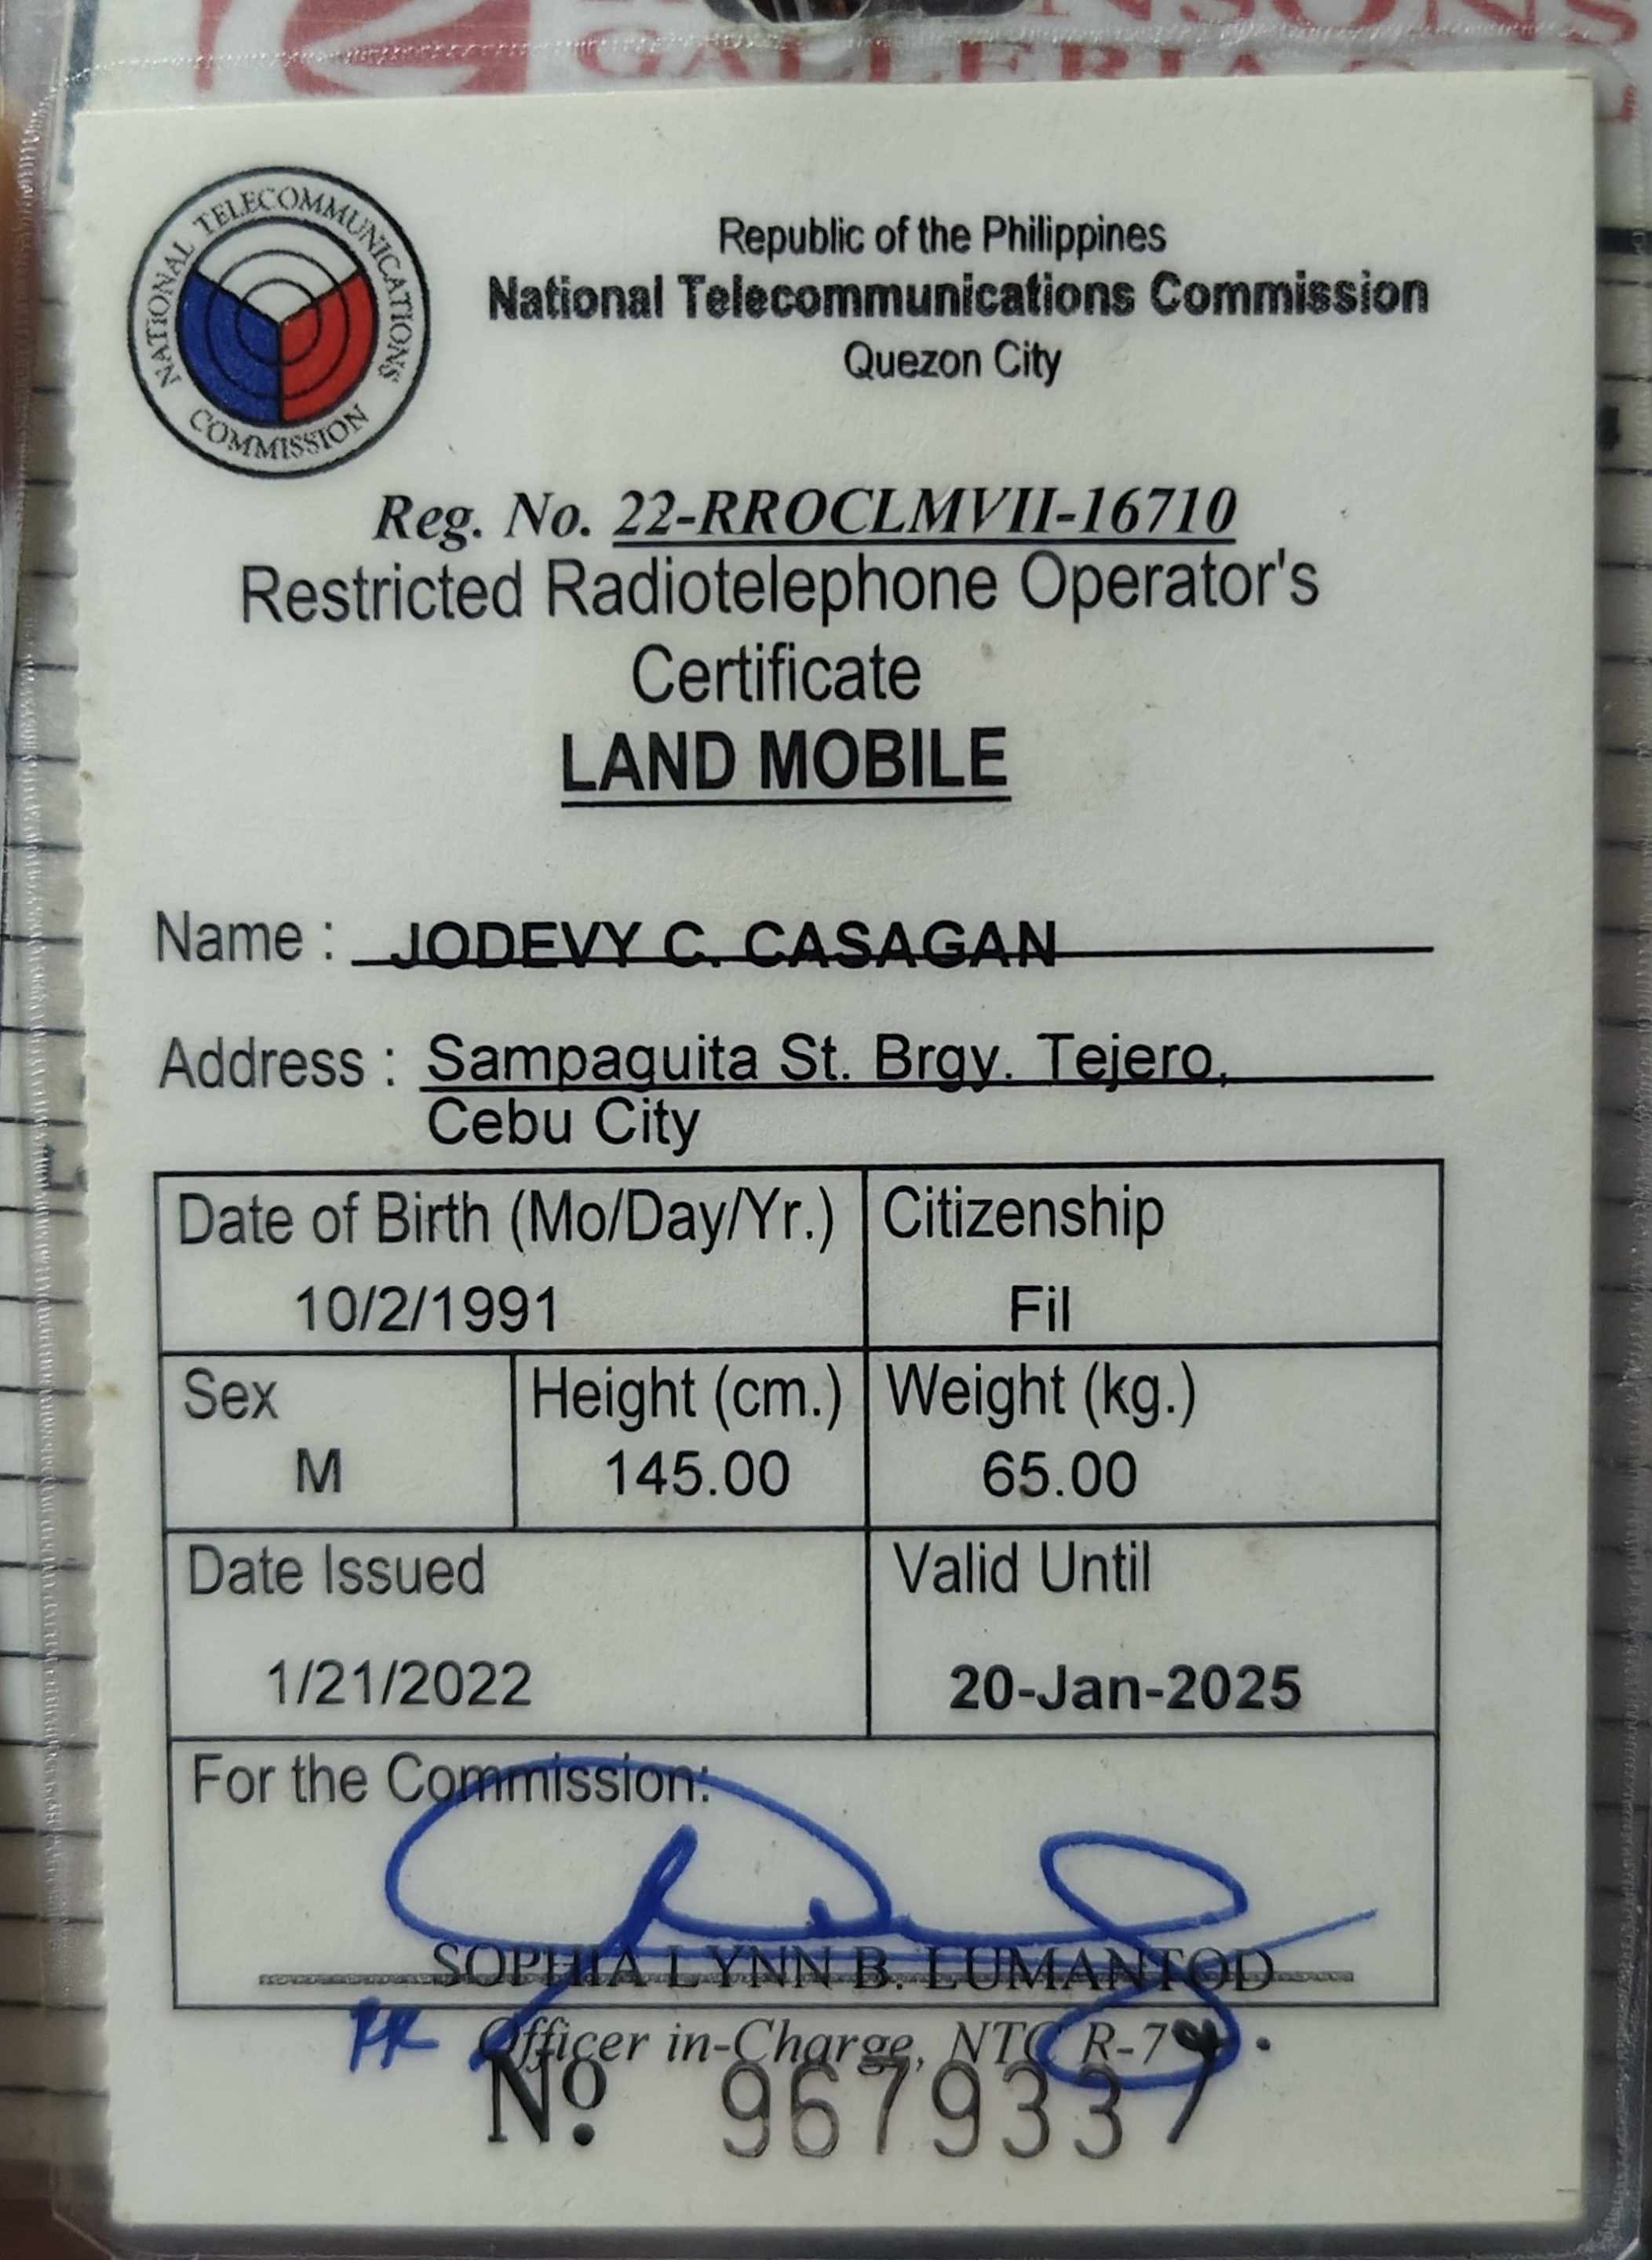 NSONS
GALLERIA
NATIONAL TELECOMMUNICATIONS COMMISSION
Republic of the Philippines
National Telecommunications Commission
Quezon City
Reg. No. 22-RROCLMVII-16710
Restricted Radiotelephone Operator's
Certificate
LAND MOBILE
Name : JODEVY C. CASAGAN
Address : Sampaguita St. Brgy. Tejero,
Cebu City
Date of Birth (Mo/Day/Yr.) Citizenship
10/2/1991 Fil
Sex Height (cm.) Weight (kg.)
M 145.00 65.00
Date Issued Valid Until
1/21/2022 20-Jan-2025
For the Commission:
SOPHIA LYNN B. LUMANTOD
Officer in-Charge, NTC R-7
No. 9679337